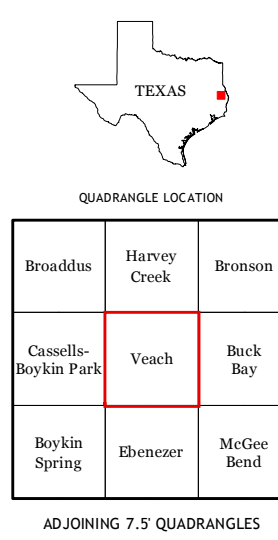 TEXAS
QUADRANGLE LOCATION
Broaddus
Harvey
Creek
Bronson
Cassells-
Boykin Park
Veach
Buck
Bay
Boykin
Spring
Ebenezer
McGee
Bend
ADJOINING 7.5' QUADRANGLES